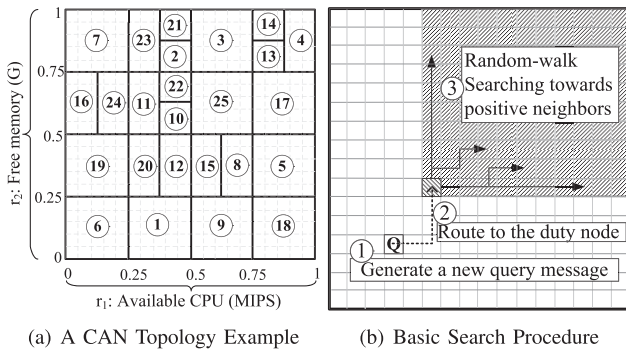 1
0.75
0.5
0.25
0
r₂: Free memory (G)
7 23 21 2 3 14 13 4
16 24 11 22 10 25 17
19 20 12 15 8 5
6 1 9 18
0 0.25 0.5 0.75 1
r₁: Available CPU (MIPS)
(a) A CAN Topology Example
Random-walk
Searching towards
3
positive neighbors
2
Route to the duty node
1 Q
Generate a new query message
(b) Basic Search Procedure